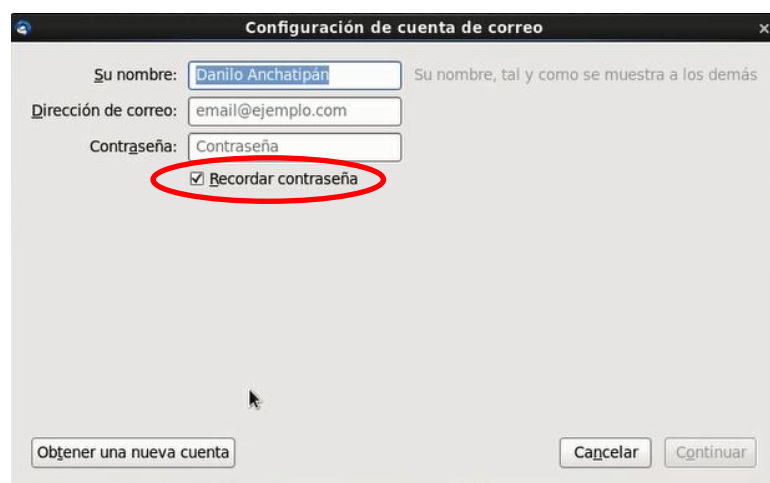 Configuración de cuenta de correo x
Su nombre: Danilo Anchatipán Su nombre, tal y como se muestra a los demás
Dirección de correo: email@ejemplo.com
Contraseña: Contraseña
Recordar contraseña
Obtener una nueva cuenta Cancelar Continuar